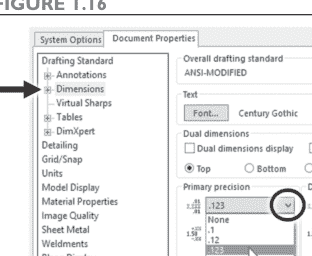 FIGURE 1.16
System Options Document Properties
Drafting Standard
Annotations
Dimensions
Virtual Sharps
Tables
DimXpert
Detailing
Grid/Snap
Units
Model Display
Material Properties
Image Quality
Sheet Metal
Weldments
Overall drafting standard
ANSI-MODIFIED
Text
Font... Century Gothic
Dual dimensions
Dual dimensions display
Top Bottom
Primary precision
.123
None
.1
.12
.123